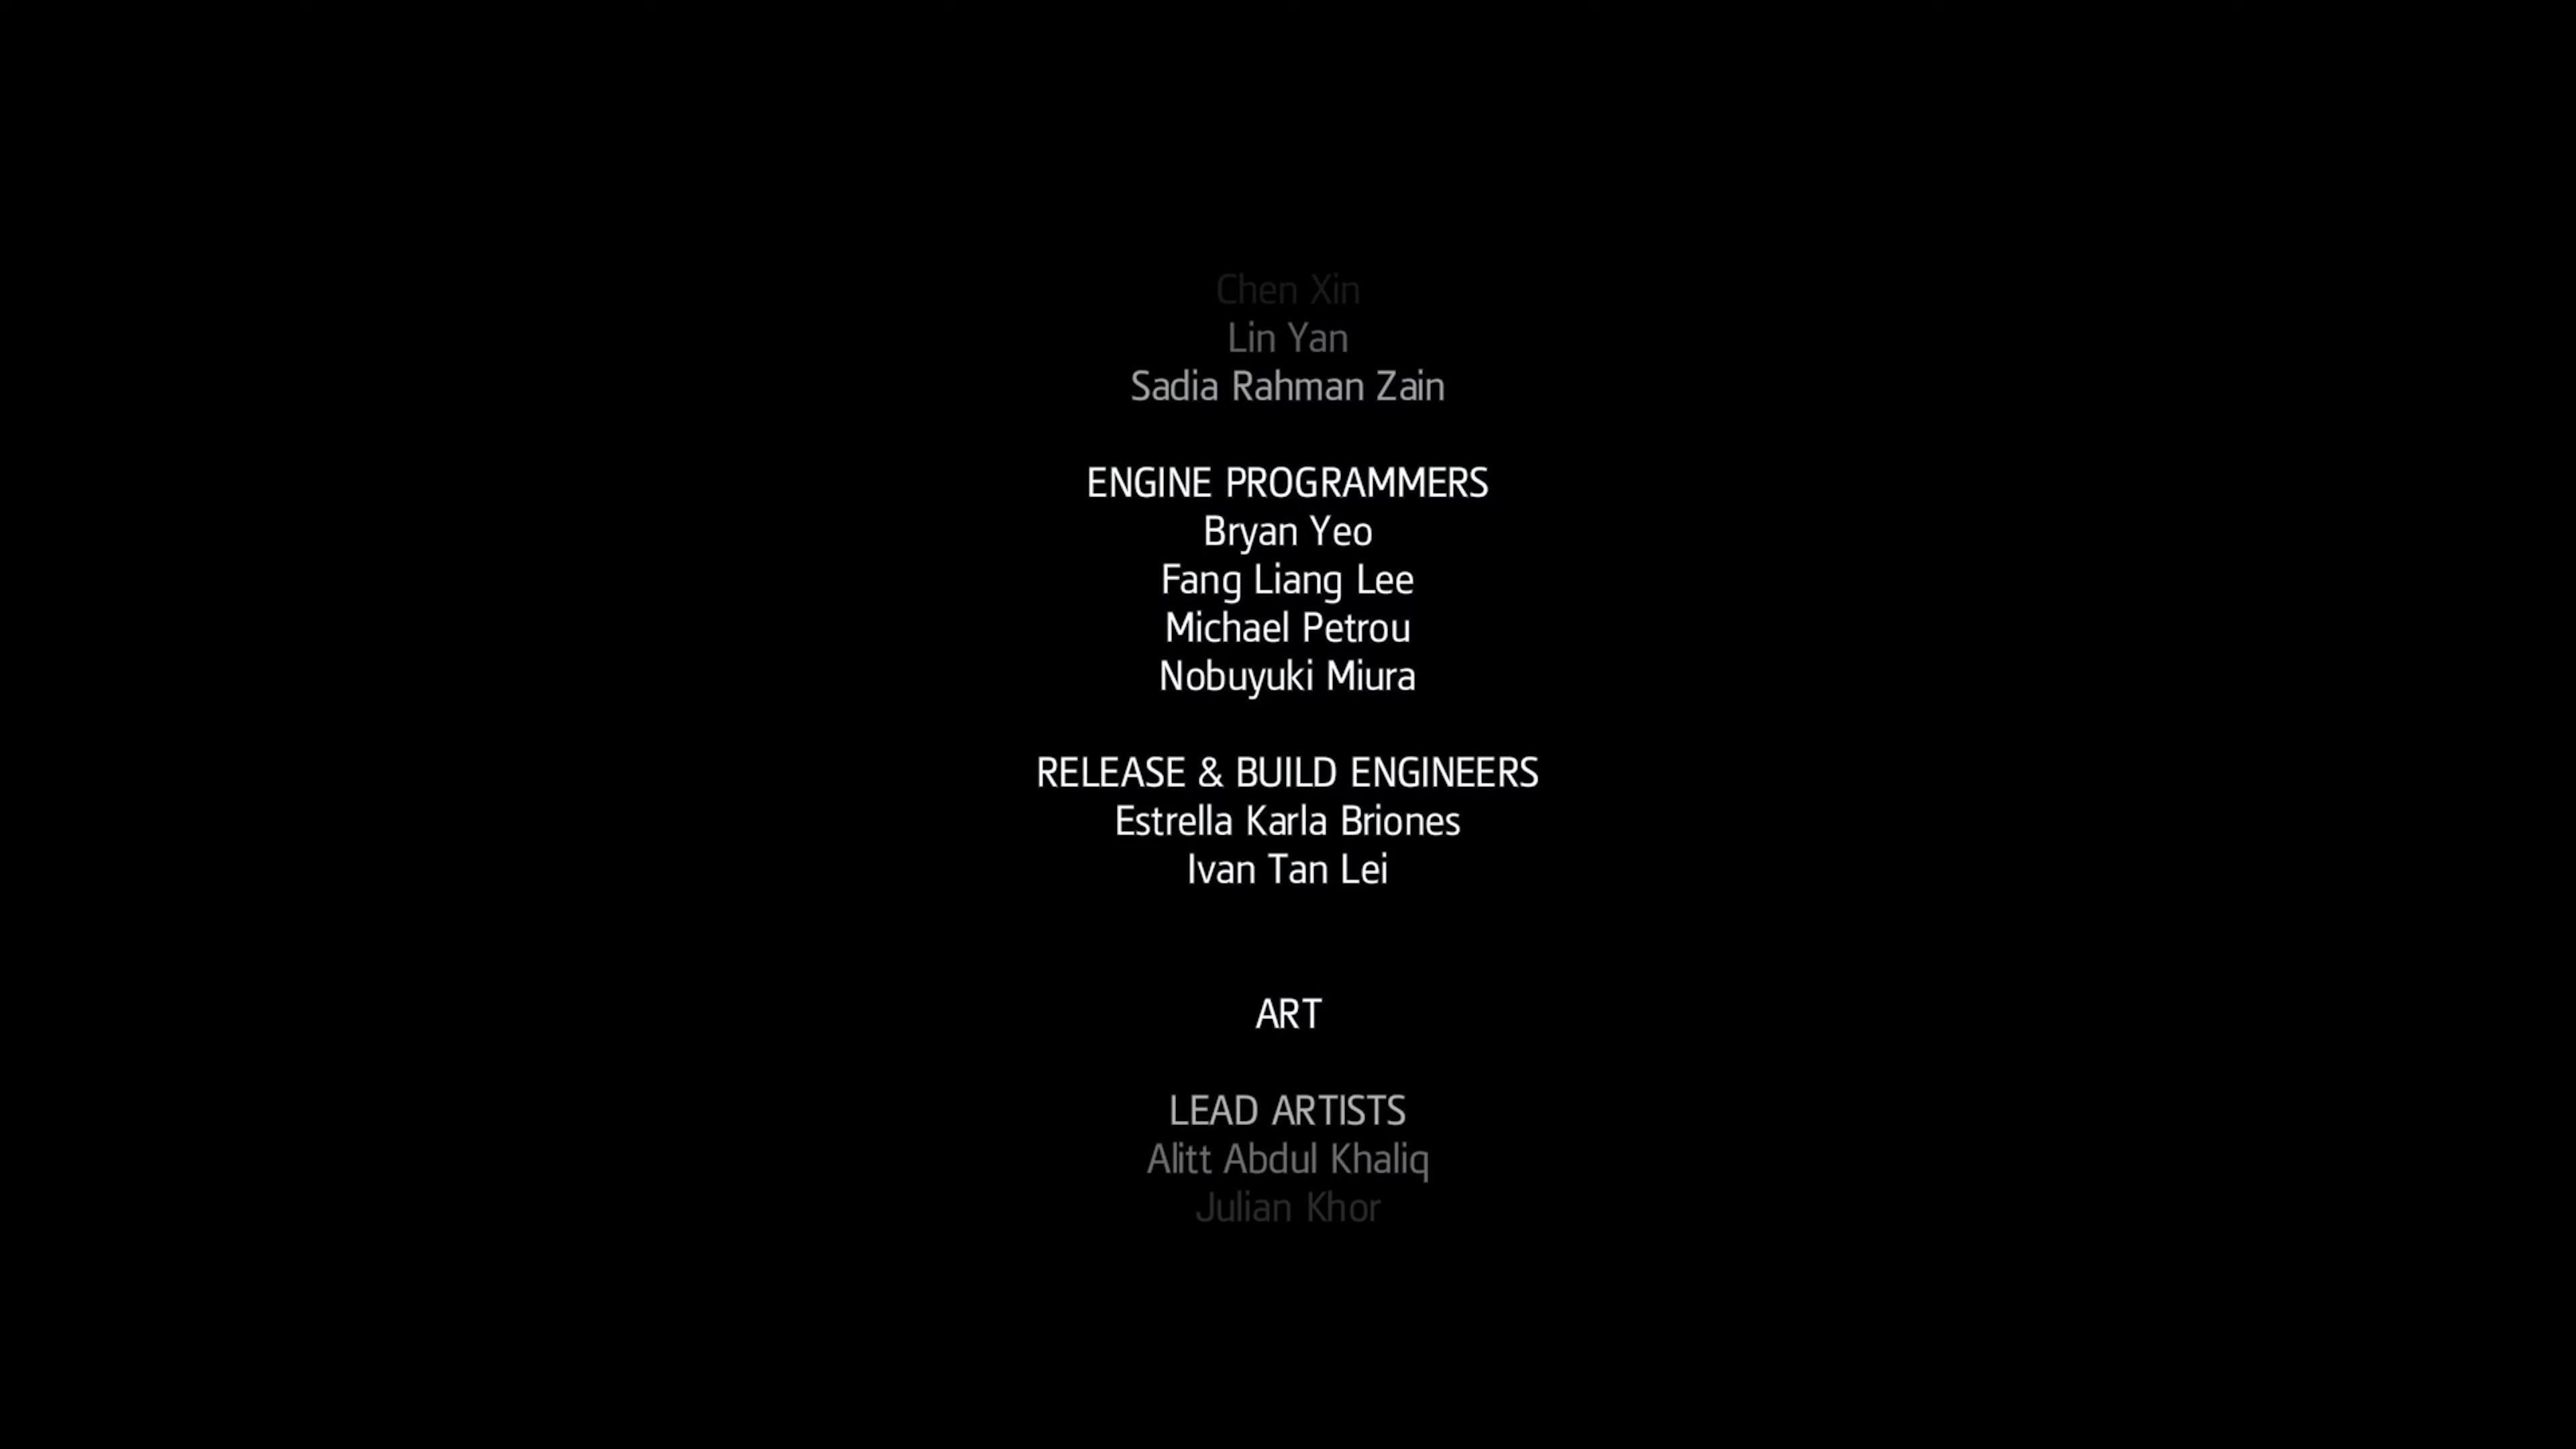 Chen Xin
Lin Yan
Sadia Rahman Zain
ENGINE PROGRAMMERS
Bryan Yeo
Fang Liang Lee
Michael Petrou
Nobuyuki Miura
RELEASE & BUILD ENGINEERS
Estrella Karla Briones
Ivan Tan Lei
ART
LEAD ARTISTS
Alitt Abdul Khaliq
Julian Khor